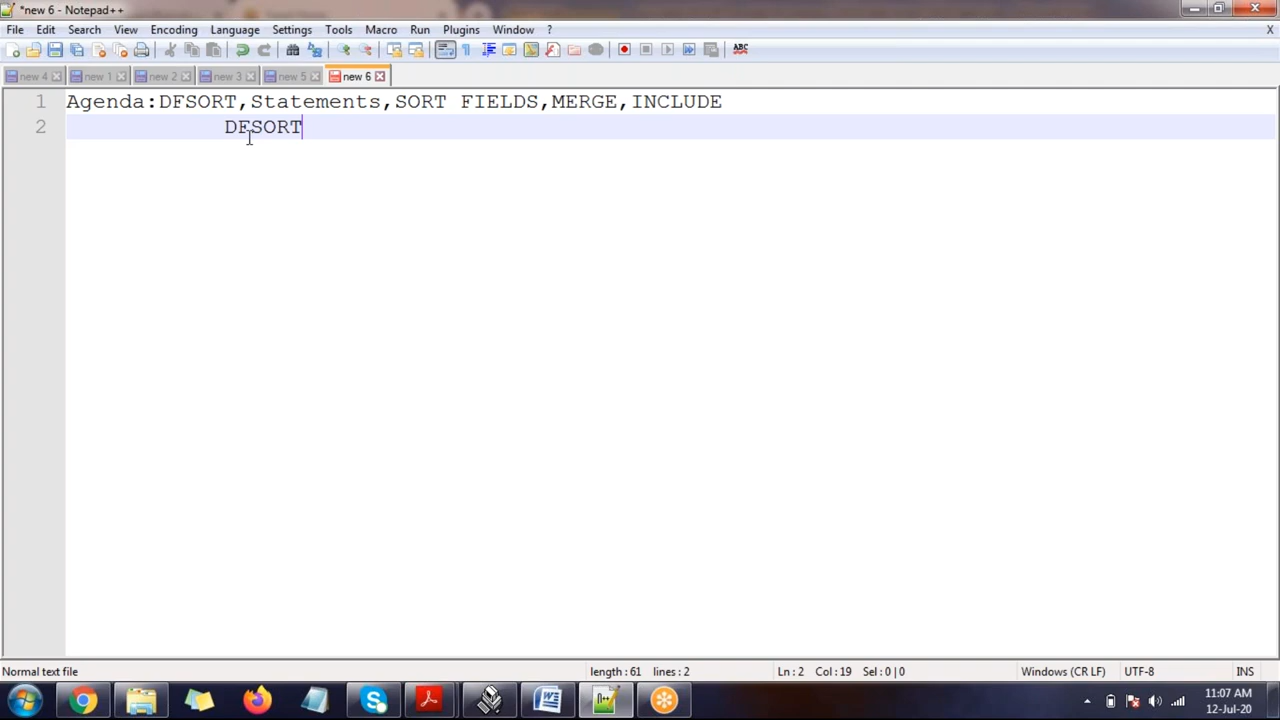 *new 6 - Notepad++
File Edit Search View Encoding Language Settings Tools Macro Run Plugins Window ? X
ABC
new 4 new 1 new 2 new 3 new 5 new 6
1 Agenda:DFSORT,Statements,SORT FIELDS,MERGE,INCLUDE
2 DFSORT
Normal text file length : 61 lines : 2 Ln : 2 Col : 19 Sel : 0 | 0 Windows (CR LF) UTF-8 INS
11:07 AM
12-Jul-20